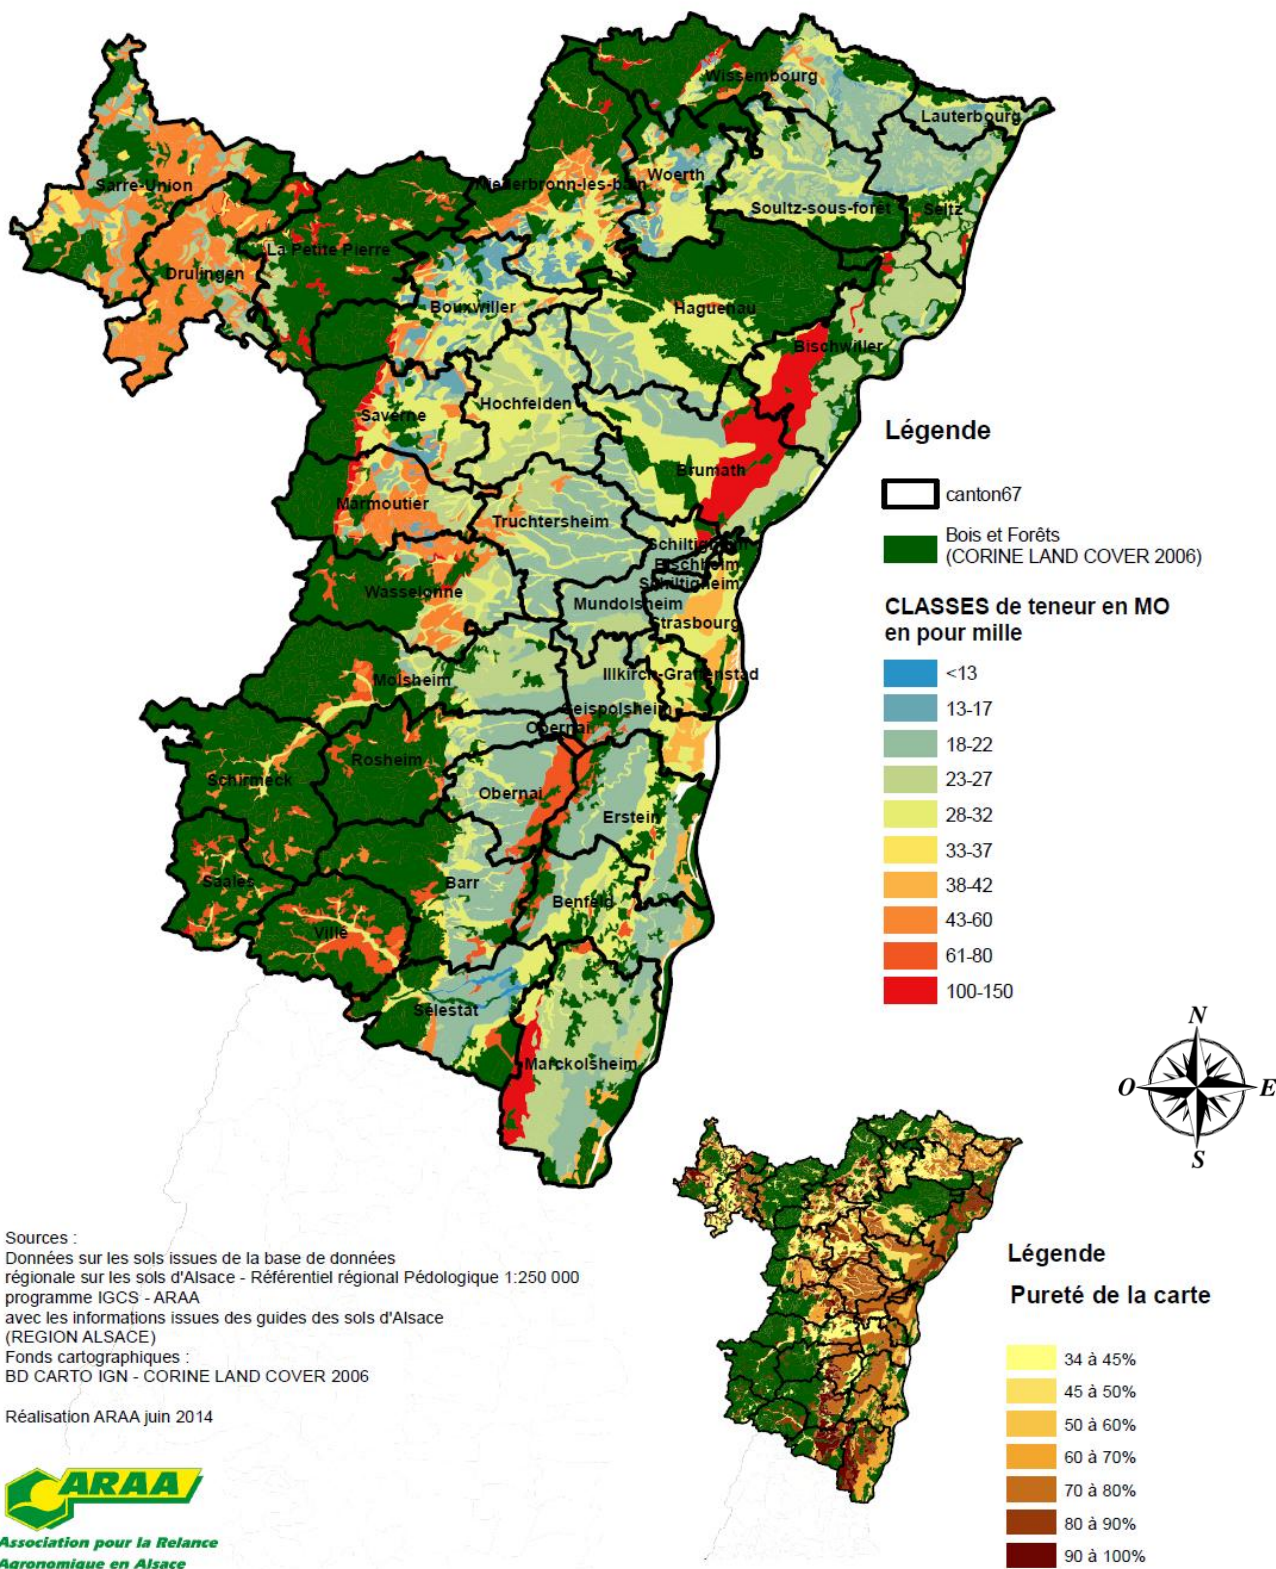 Wissembourg
Lauterbourg
Sarre-Union
Niederbronn-les-bain
Woerth
Soultz-sous-forêt
Seltz
La Petite Pierre
Drulingen
Bouxwiller
Haguenau
Bischwiller
Saverne
Hochfelden
Brumath
Marmoutier
Truchtersheim
Schiltigheim
Bischheim
Schiltigheim
Wasselonne
Mundolsheim
Strasbourg
Molsheim
Illkirch-Graffenstad
Geispolsheim
Obernai
Rosheim
Schirmeck
Obernai
Erstein
Saales
Barr
Benfeld
Villé
Sélestat
Marckolsheim
Légende
canton67
Bois et Forêts
(CORINE LAND COVER 2006)
CLASSES de teneur en MO
en pour mille
<13
13-17
18-22
23-27
28-32
33-37
38-42
43-60
61-80
100-150
N
O
E
S
Sources :
Données sur les sols issues de la base de données
régionale sur les sols d'Alsace - Référentiel régional Pédologique 1:250 000
programme IGCS - ARAA
avec les informations issues des guides des sols d'Alsace
(REGION ALSACE)
Fonds cartographiques :
BD CARTO IGN - CORINE LAND COVER 2006
Réalisation ARAA juin 2014
ARAA
Association pour la Relance
Agronomique en Alsace
Légende
Pureté de la carte
34 à 45%
45 à 50%
50 à 60%
60 à 70%
70 à 80%
80 à 90%
90 à 100%